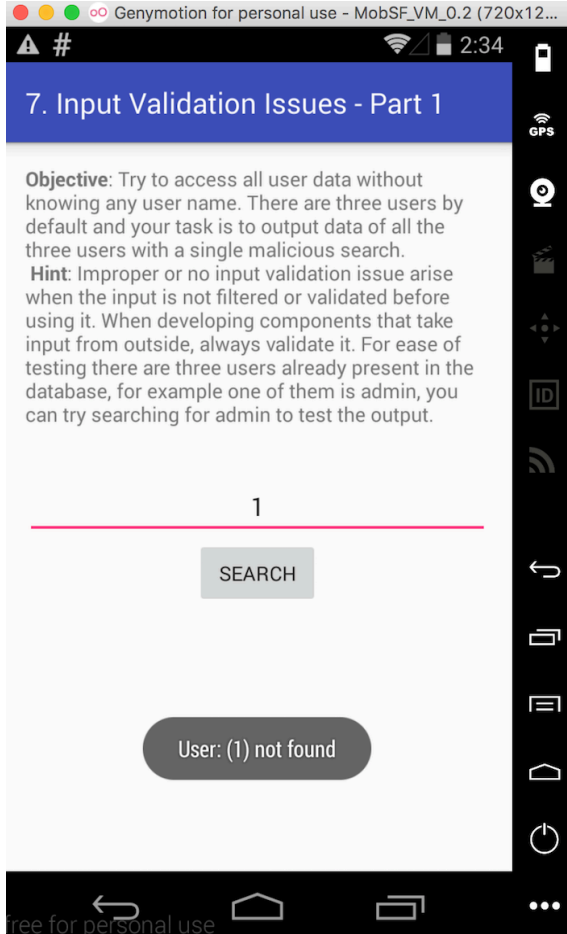 Genymotion for personal use - MobSF_VM_0.2 (720x12...
# 2:34
7. Input Validation Issues - Part 1
GPS
Objective: Try to access all user data without
knowing any user name. There are three users by
default and your task is to output data of all the
three users with a single malicious search.
Hint: Improper or no input validation issue arise
when the input is not filtered or validated before
using it. When developing components that take
input from outside, always validate it. For ease of
testing there are three users already present in the
database, for example one of them is admin, you
can try searching for admin to test the output.
ID
1
SEARCH
User: (1) not found
free for personal use